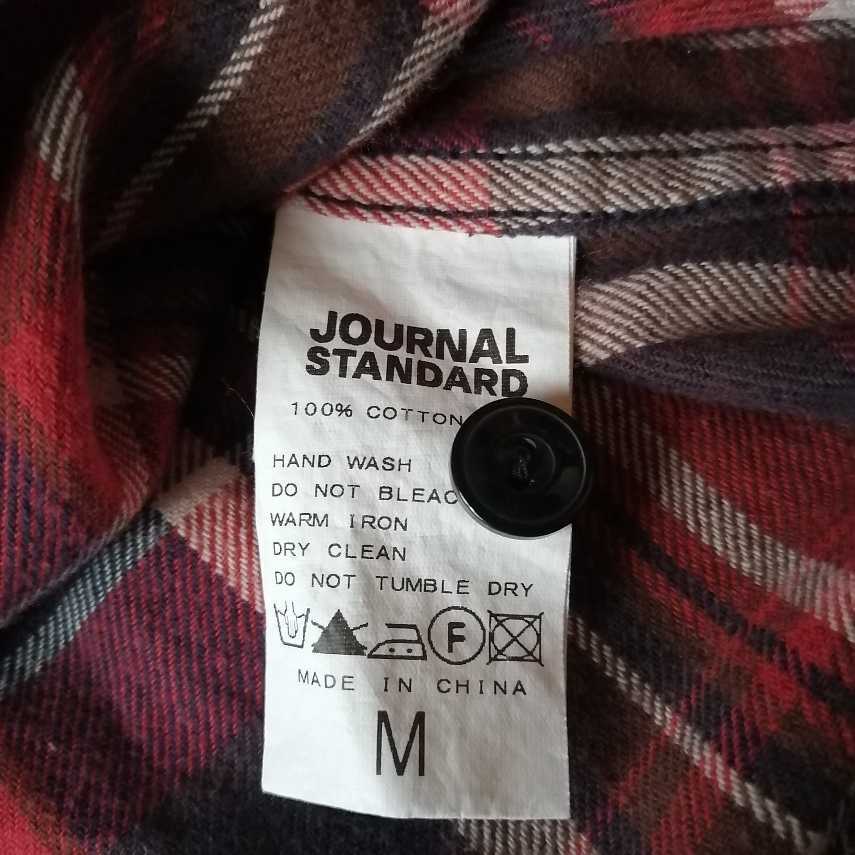 JOURNAL
STANDARD
100% COTTON
HAND WASH
DO NOT BLEAC
WARM IRON
DRY CLEAN
DO NOT TUMBLE DRY
F
MADE IN CHINA
M